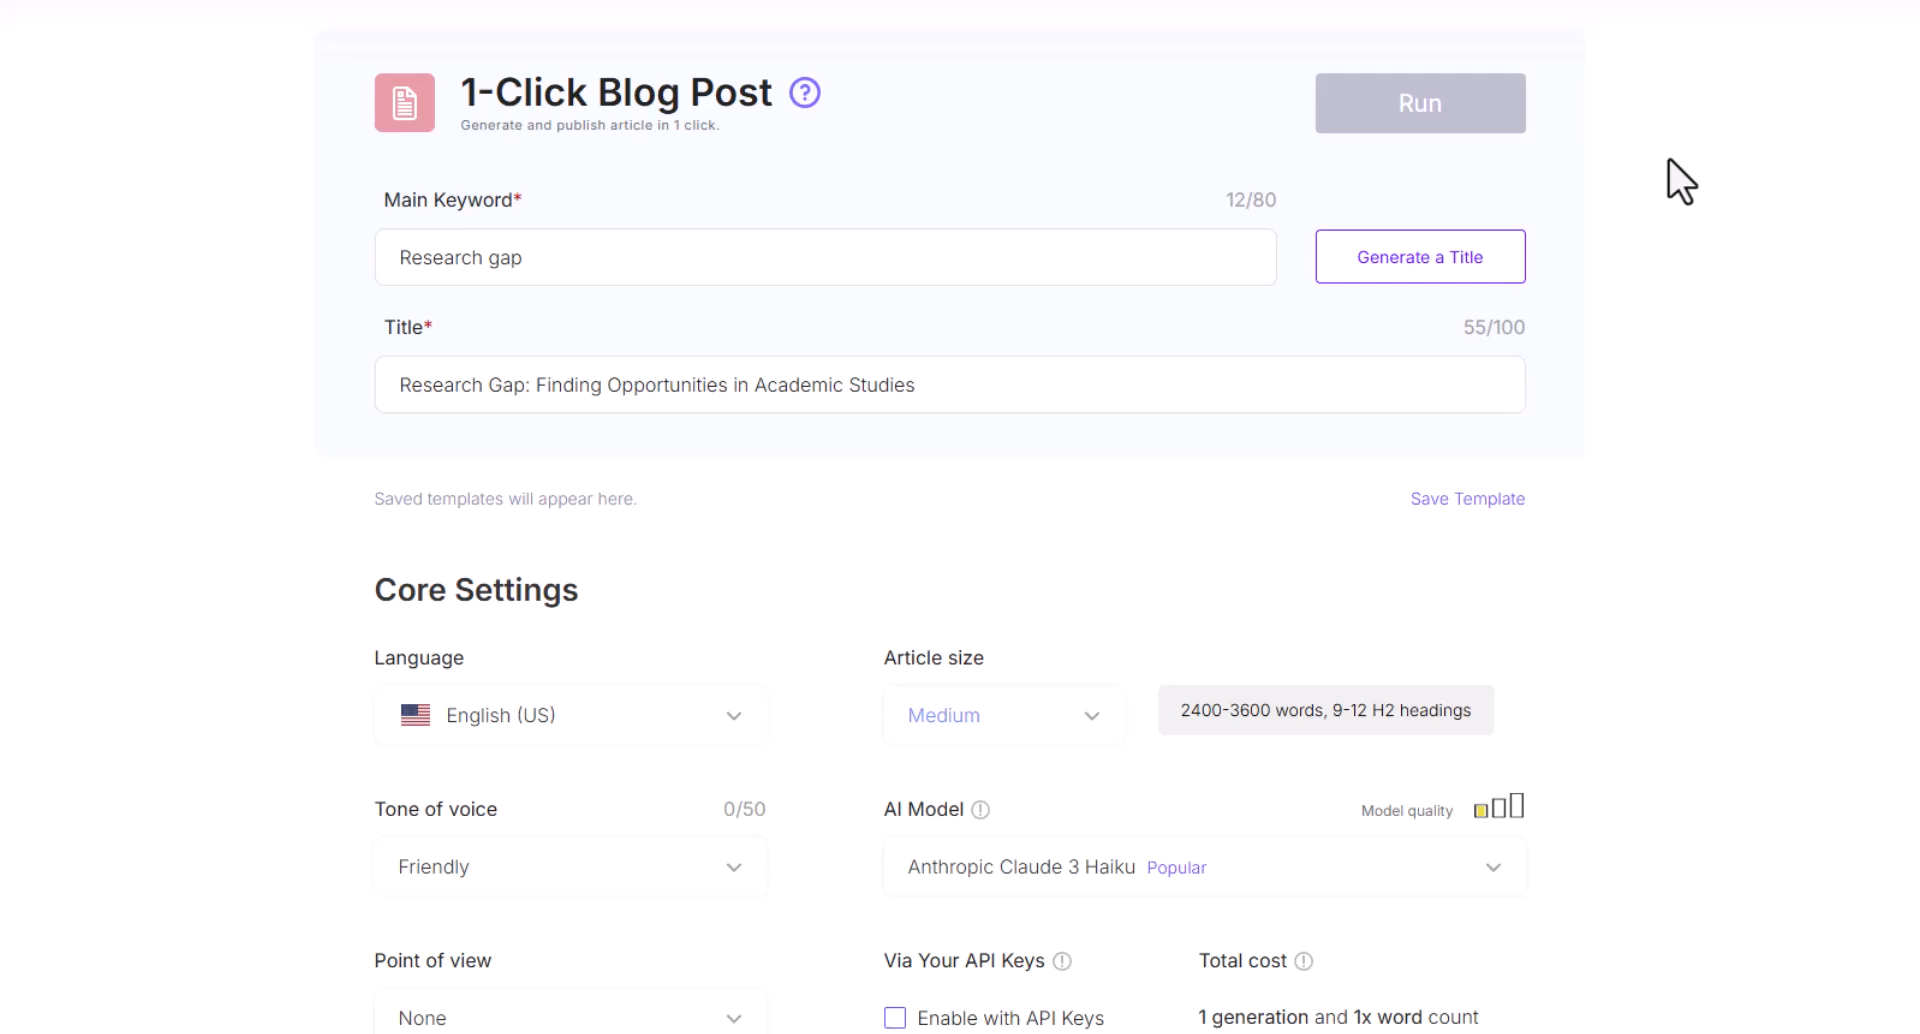 1-Click Blog Post
Generate and publish article in 1 click.
Run
Main Keyword*
12/80
Research gap
Generate a Title
Title*
55/100
Research Gap: Finding Opportunities in Academic Studies
Saved templates will appear here.
Save Template
Core Settings
Language
Article size
English (US)
Medium
2400-3600 words, 9-12 H2 headings
Tone of voice
0/50
AI Model
Model quality
Friendly
Anthropic Claude 3 Haiku Popular
Point of view
Via Your API Keys
Total cost
None
Enable with API Keys
1 generation and 1x word count